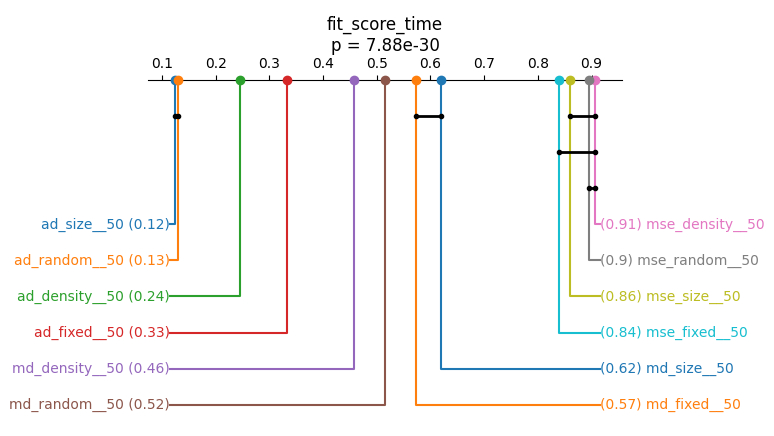 fit_score_time
p = 7.88e-30
0.1 0.2 0.3 0.4 0.5 0.6 0.7 0.8 0.9
ad_size__50 (0.12) (0.91) mse_density__50
ad_random__50 (0.13) (0.9) mse_random__50
ad_density__50 (0.24) (0.86) mse_size__50
ad_fixed__50 (0.33) (0.84) mse_fixed__50
md_density__50 (0.46) (0.62) md_size__50
md_random__50 (0.52) (0.57) md_fixed__50